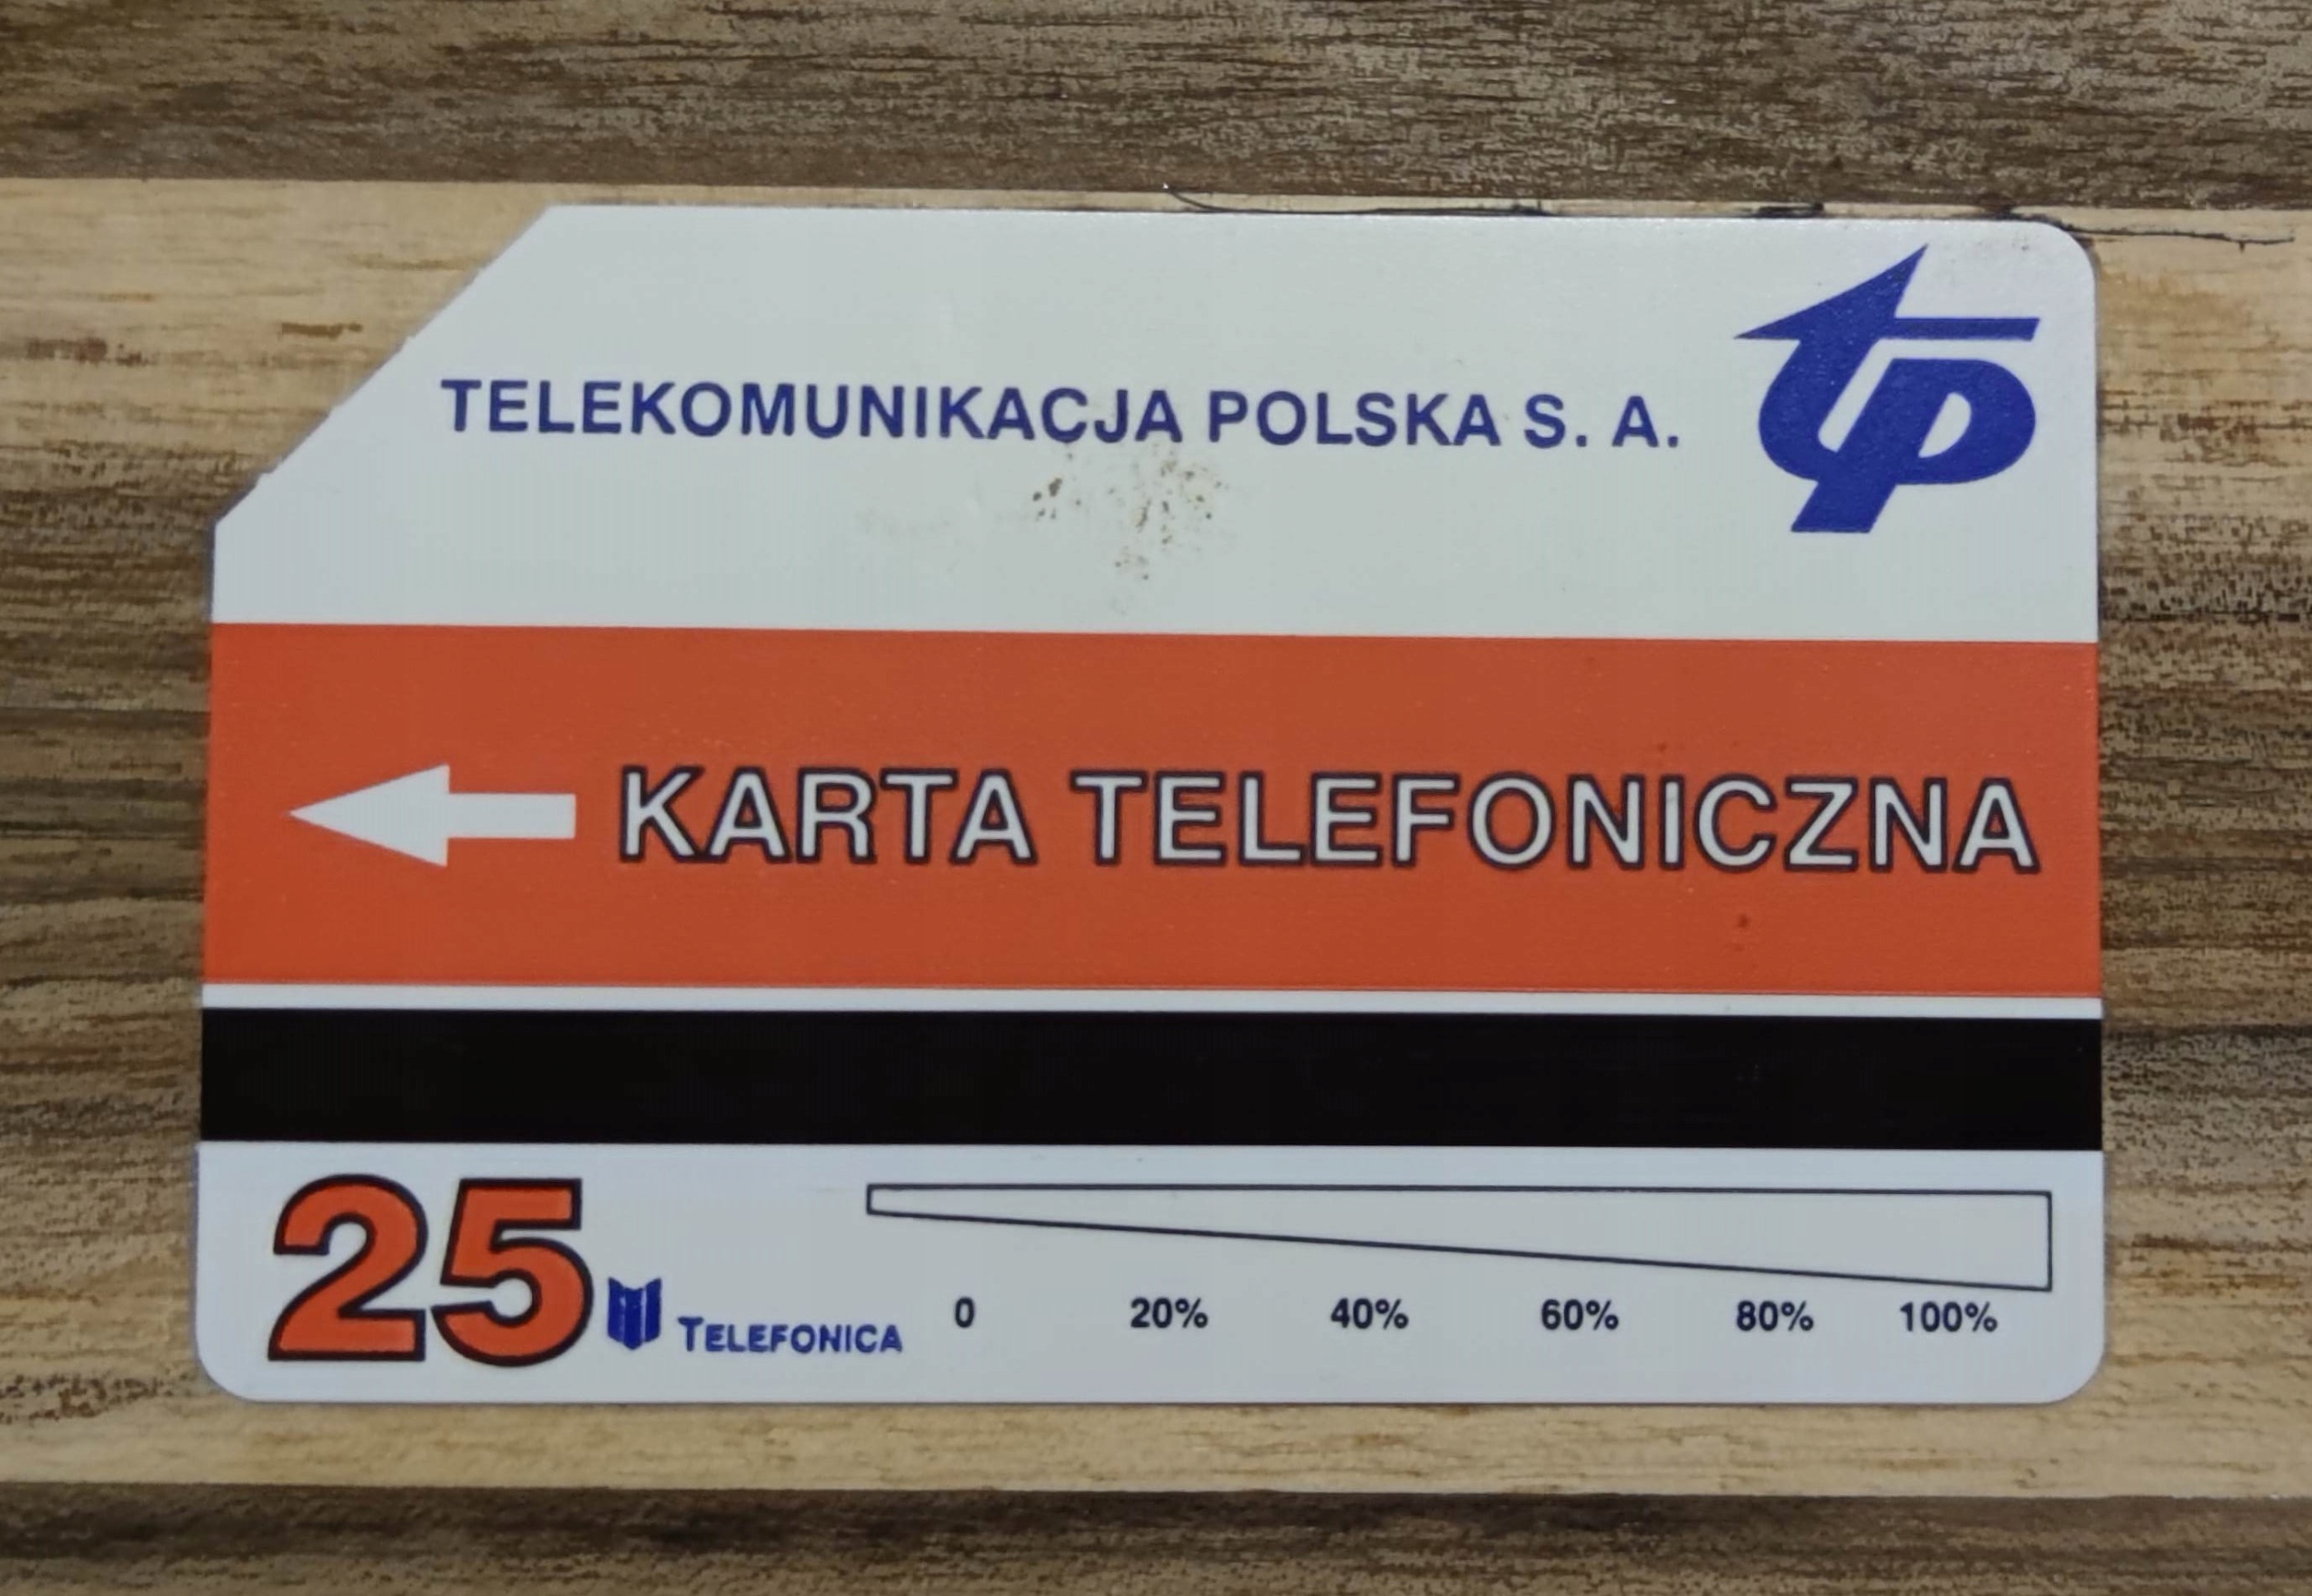 TELEKOMUNIKACJA POLSKA S. A.
tp
KARTA TELEFONICZNA
25
TELEFONICA
0 20% 40% 60% 80% 100%